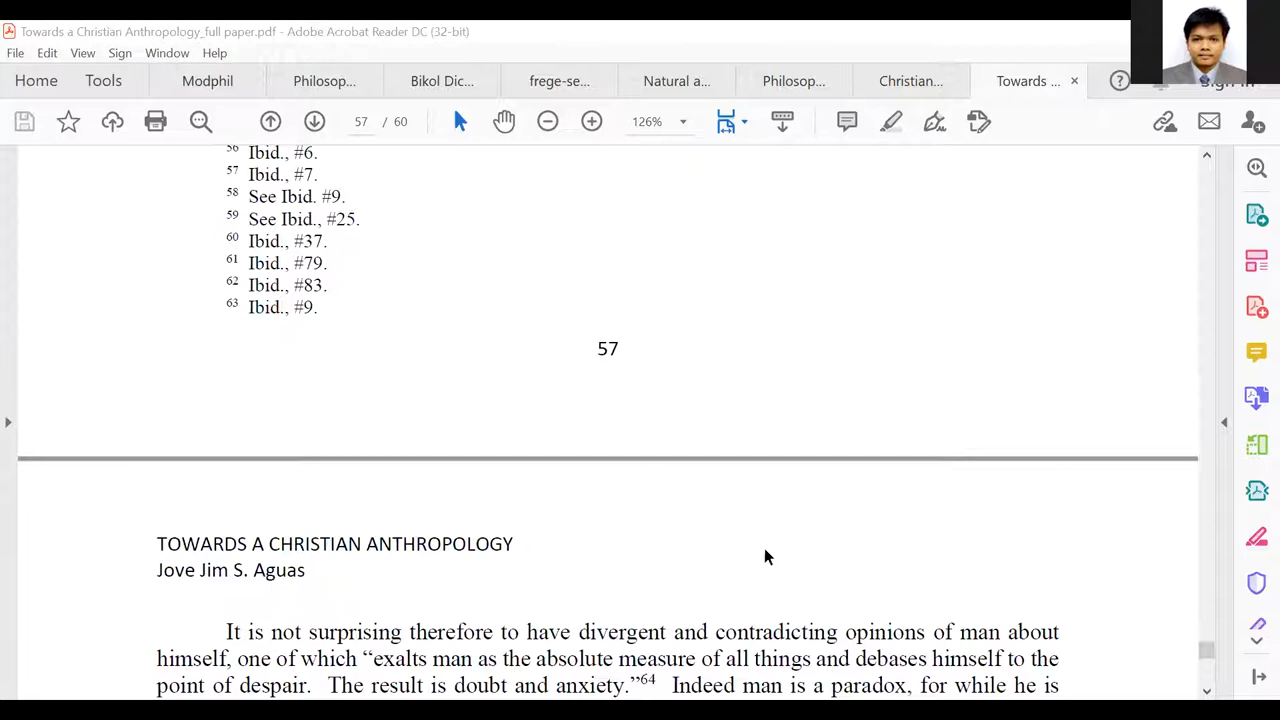 Towards a Christian Anthropology_full paper.pdf - Adobe Acrobat Reader DC (32-bit)
File Edit View Sign Window Help
Home Tools Modphil Philosop... Bikol Dic... frege-se... Natural a... Philosop... Christian... Towards ... ×
57 / 60 126%
56 Ibid., #6.
57 Ibid., #7.
58 See Ibid. #9.
59 See Ibid., #25.
60 Ibid., #37.
61 Ibid., #79.
62 Ibid., #83.
63 Ibid., #9.
57
TOWARDS A CHRISTIAN ANTHROPOLOGY
Jove Jim S. Aguas
It is not surprising therefore to have divergent and contradicting opinions of man about
himself, one of which “exalts man as the absolute measure of all things and debases himself to the
point of despair. The result is doubt and anxiety.”64 Indeed man is a paradox, for while he is